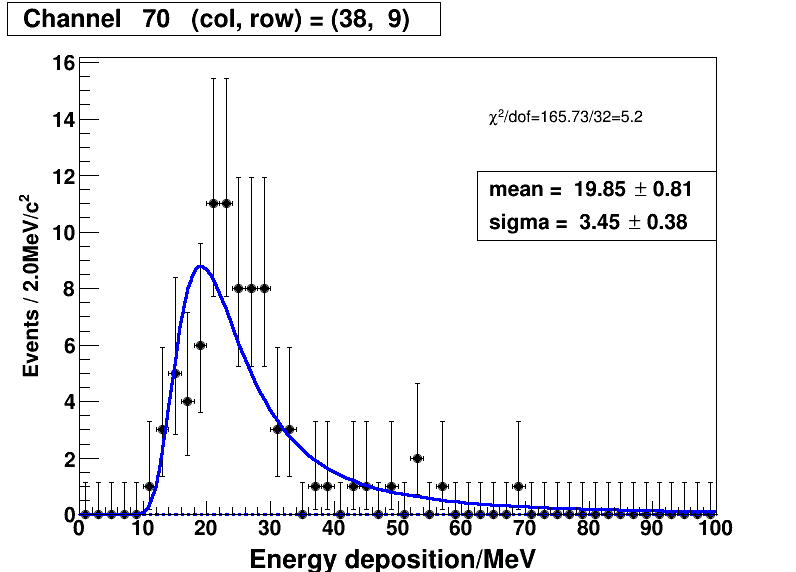 Channel 70 (col, row) = (38, 9)
16
14
12
10
8
6
4
2
0
Events / 2.0MeV/c²
χ²/dof=165.73/32=5.2
mean = 19.85 ± 0.81
sigma = 3.45 ± 0.38
0 10 20 30 40 50 60 70 80 90 100
Energy deposition/MeV